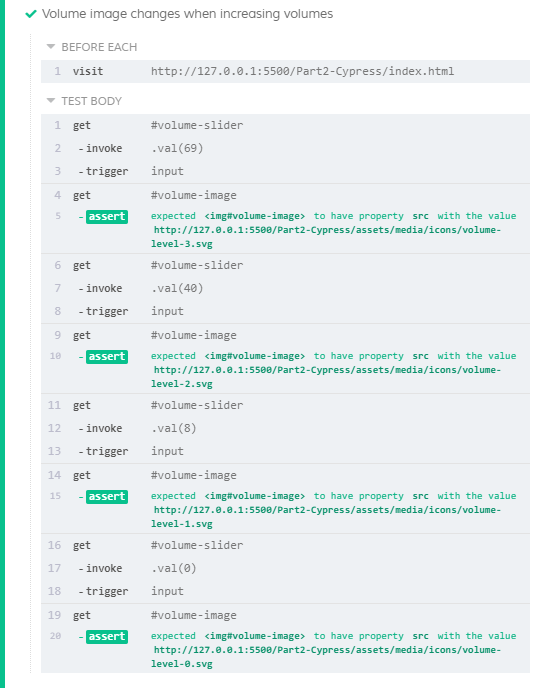 Volume image changes when increasing volumes
BEFORE EACH
1 visit http://127.0.0.1:5500/Part2-Cypress/index.html
TEST BODY
1 get #volume-slider
2 -invoke .val(69)
3 -trigger input
4 get #volume-image
5 -assert expected <img#volume-image> to have property src with the value
http://127.0.0.1:5500/Part2-Cypress/assets/media/icons/volume-
level-3.svg
6 get #volume-slider
7 -invoke .val(40)
8 -trigger input
9 get #volume-image
10 -assert expected <img#volume-image> to have property src with the value
http://127.0.0.1:5500/Part2-Cypress/assets/media/icons/volume-
level-2.svg
11 get #volume-slider
12 -invoke .val(8)
13 -trigger input
14 get #volume-image
15 -assert expected <img#volume-image> to have property src with the value
http://127.0.0.1:5500/Part2-Cypress/assets/media/icons/volume-
level-1.svg
16 get #volume-slider
17 -invoke .val(0)
18 -trigger input
19 get #volume-image
20 -assert expected <img#volume-image> to have property src with the value
http://127.0.0.1:5500/Part2-Cypress/assets/media/icons/volume-
level-0.svg